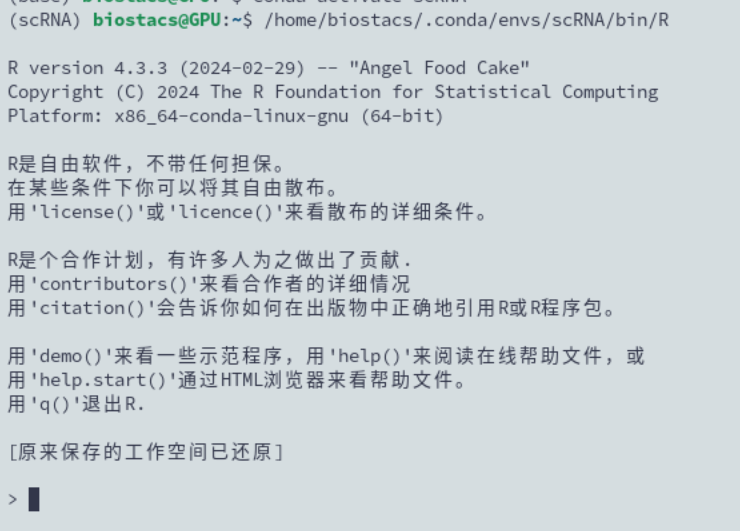 (scRNA) biostacs@GPU:~$ /home/biostacs/.conda/envs/scRNA/bin/R
R version 4.3.3 (2024-02-29) -- "Angel Food Cake"
Copyright (C) 2024 The R Foundation for Statistical Computing
Platform: x86_64-conda-linux-gnu (64-bit)
R是自由软件，不带任何担保。
在某些条件下你可以将其自由散布。
用'license()'或'licence()'来看散布的详细条件。
R是个合作计划，有许多人为之做出了贡献.
用'contributors()'来看合作者的详细情况
用'citation()'会告诉你如何在出版物中正确地引用R或R程序包。
用'demo()'来看一些示范程序，用'help()'来阅读在线帮助文件，或
用'help.start()'通过HTML浏览器来看帮助文件。
用'q()'退出R.
[原来保存的工作空间已还原]
>